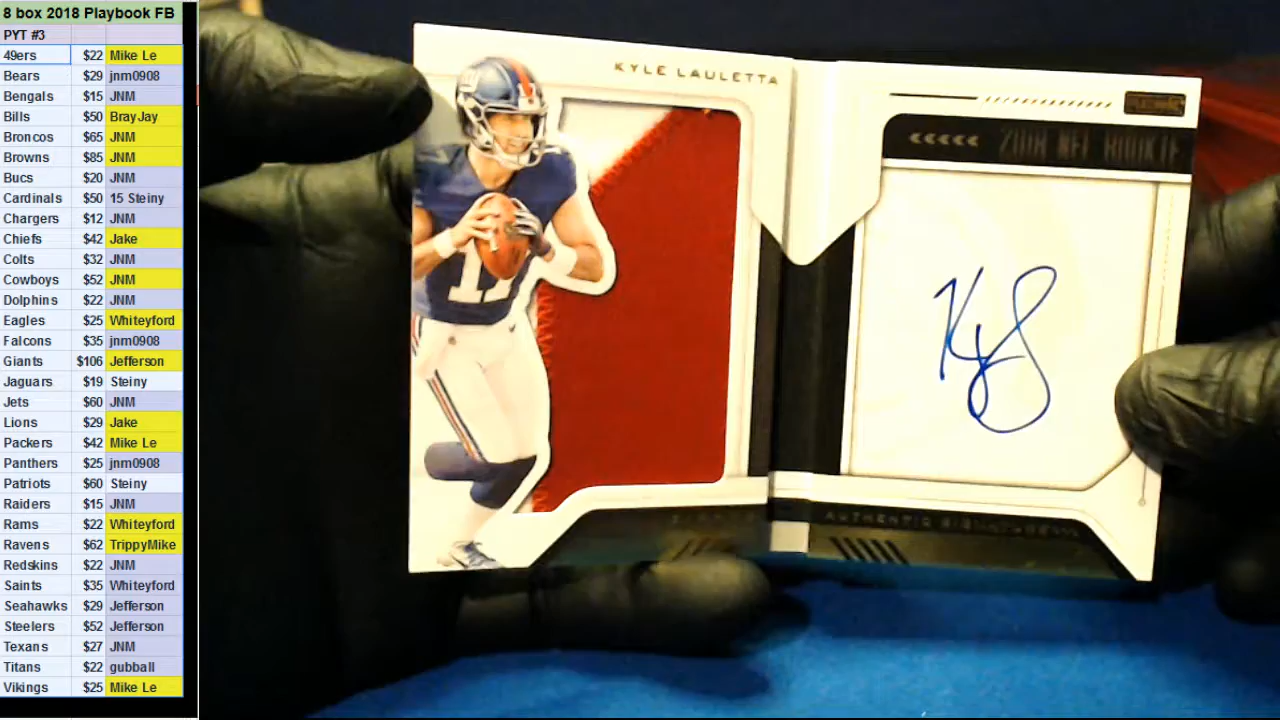 8 box 2018 Playbook FB
PYT #3
49ers $22 Mike Le
Bears $29 jnm0908
Bengals $15 JNM
Bills $50 BrayJay
Broncos $65 JNM
Browns $85 JNM
Bucs $20 JNM
Cardinals $50 15 Steiny
Chargers $12 JNM
Chiefs $42 Jake
Colts $32 JNM
Cowboys $52 JNM
Dolphins $22 JNM
Eagles $25 Whiteyford
Falcons $35 jnm0908
Giants $106 Jefferson
Jaguars $19 Steiny
Jets $60 JNM
Lions $29 Jake
Packers $42 Mike Le
Panthers $25 jnm0908
Patriots $60 Steiny
Raiders $15 JNM
Rams $22 Whiteyford
Ravens $62 TrippyMike
Redskins $22 JNM
Saints $35 Whiteyford
Seahawks $29 Jefferson
Steelers $52 Jefferson
Texans $27 JNM
Titans $22 gubball
Vikings $25 Mike Le
KYLE LAULETTA
17
2018 NFL ROOKIE
AUTHENTIC SIGNATURES